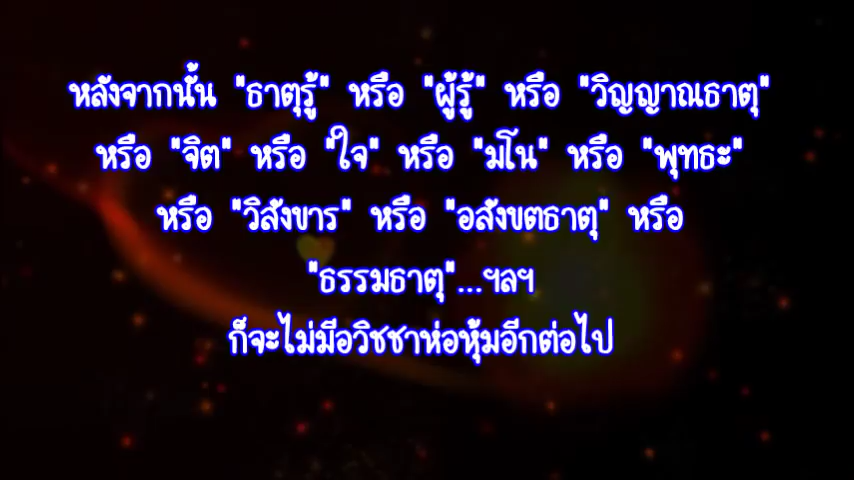 หลังจากนั้น "ธาตุรู้" หรือ "ผู้รู้" หรือ "วิญญาณธาตุ"
หรือ "จิต" หรือ "ใจ" หรือ "มโน" หรือ "พุทธะ"
หรือ "วิสังขาร" หรือ "อสังขตธาตุ" หรือ
"ธรรมธาตุ"...ฯลฯ
ก็จะไม่มีอวิชชาห่อหุ้มอีกต่อไป